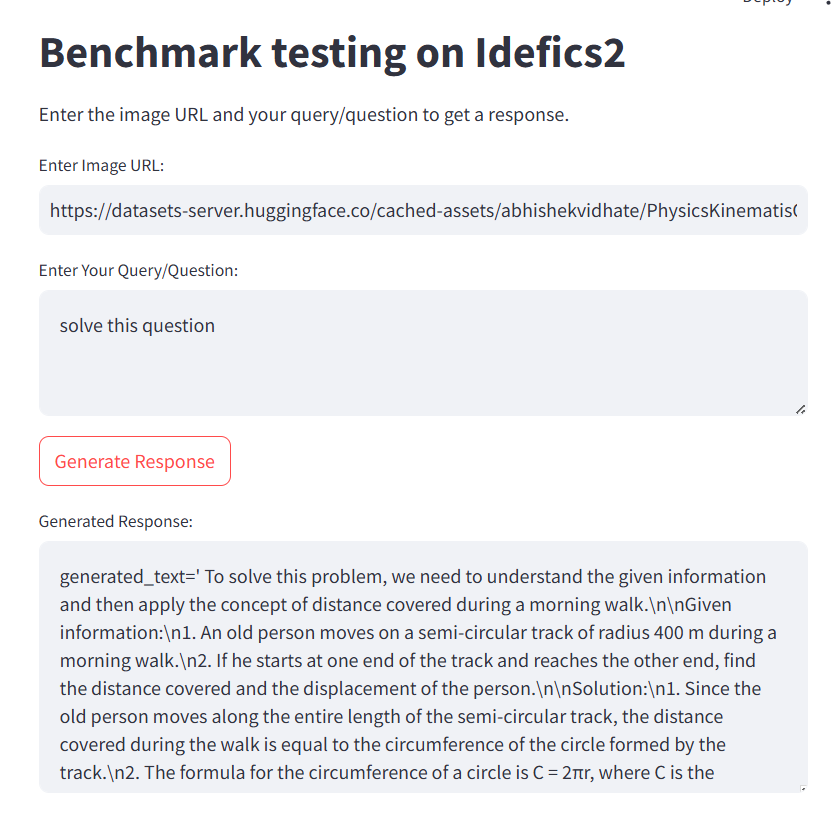 Deploy
Benchmark testing on Idefics2
Enter the image URL and your query/question to get a response.
Enter Image URL:
https://datasets-server.huggingface.co/cached-assets/abhishekvidhate/PhysicsKinematis
Enter Your Query/Question:
solve this question
Generate Response
Generated Response:
generated_text=' To solve this problem, we need to understand the given information
and then apply the concept of distance covered during a morning walk.\n\nGiven
information:\n1. An old person moves on a semi-circular track of radius 400 m during a
morning walk.\n2. If he starts at one end of the track and reaches the other end, find
the distance covered and the displacement of the person.\n\nSolution:\n1. Since the
old person moves along the entire length of the semi-circular track, the distance
covered during the walk is equal to the circumference of the circle formed by the
track.\n2. The formula for the circumference of a circle is C = 2πr, where C is the